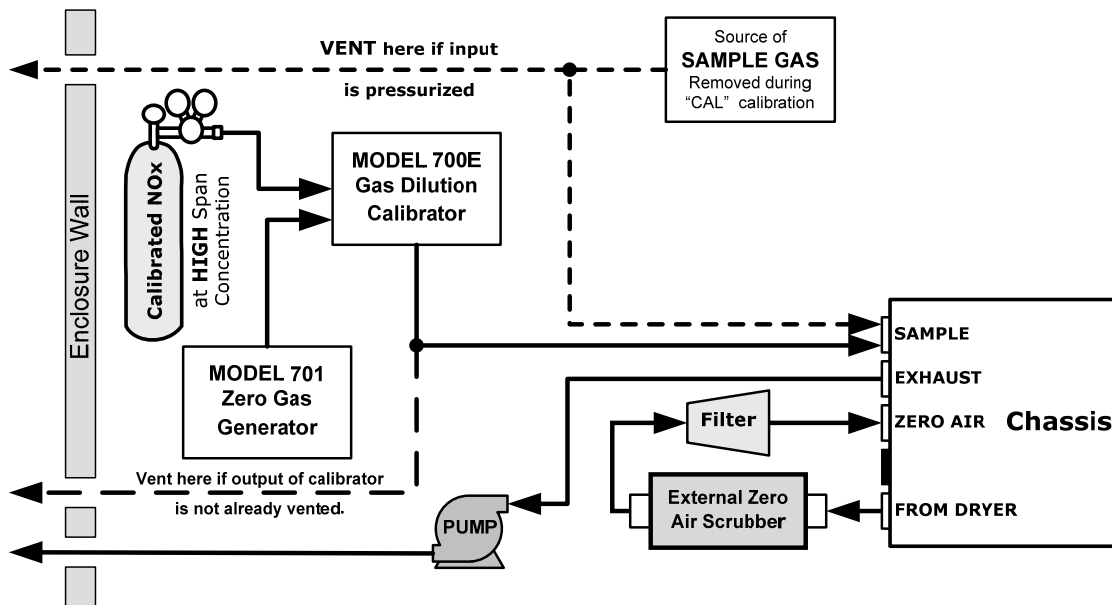 VENT here if input
is pressurized
Source of
SAMPLE GAS
Removed during
“CAL” calibration
Enclosure Wall
Calibrated NOx
at HIGH Span
Concentration
MODEL 700E
Gas Dilution
Calibrator
MODEL 701
Zero Gas
Generator
Vent here if output of calibrator
is not already vented.
PUMP
Filter
External Zero
Air Scrubber
SAMPLE
EXHAUST
ZERO AIR
FROM DRYER
Chassis